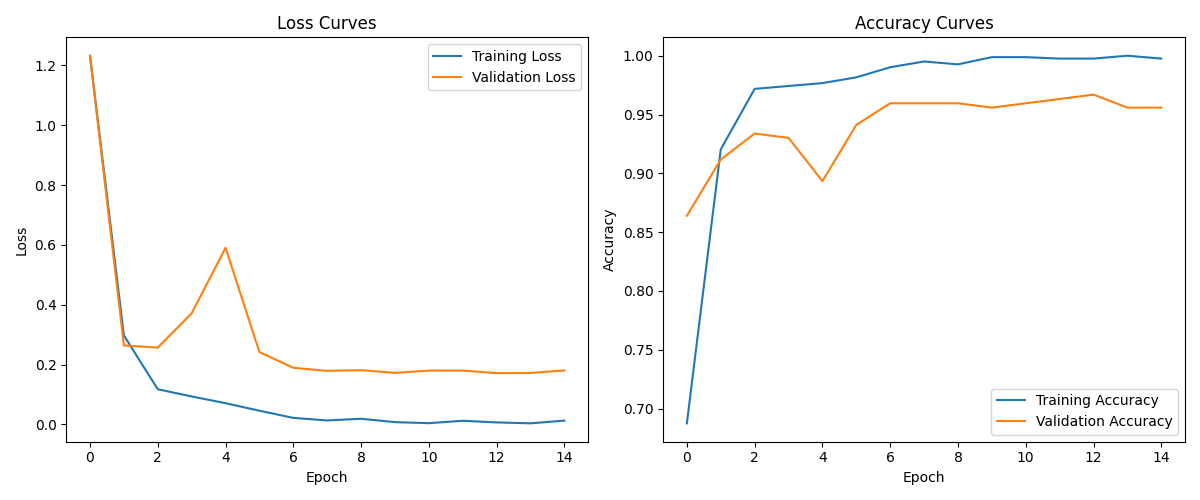 Loss Curves
1.2
1.0
0.8
0.6
0.4
0.2
0.0
Loss
0 2 4 6 8 10 12 14
Epoch
Training Loss
Validation Loss
Accuracy Curves
1.00
0.95
0.90
0.85
0.80
0.75
0.70
Accuracy
0 2 4 6 8 10 12 14
Epoch
Training Accuracy
Validation Accuracy